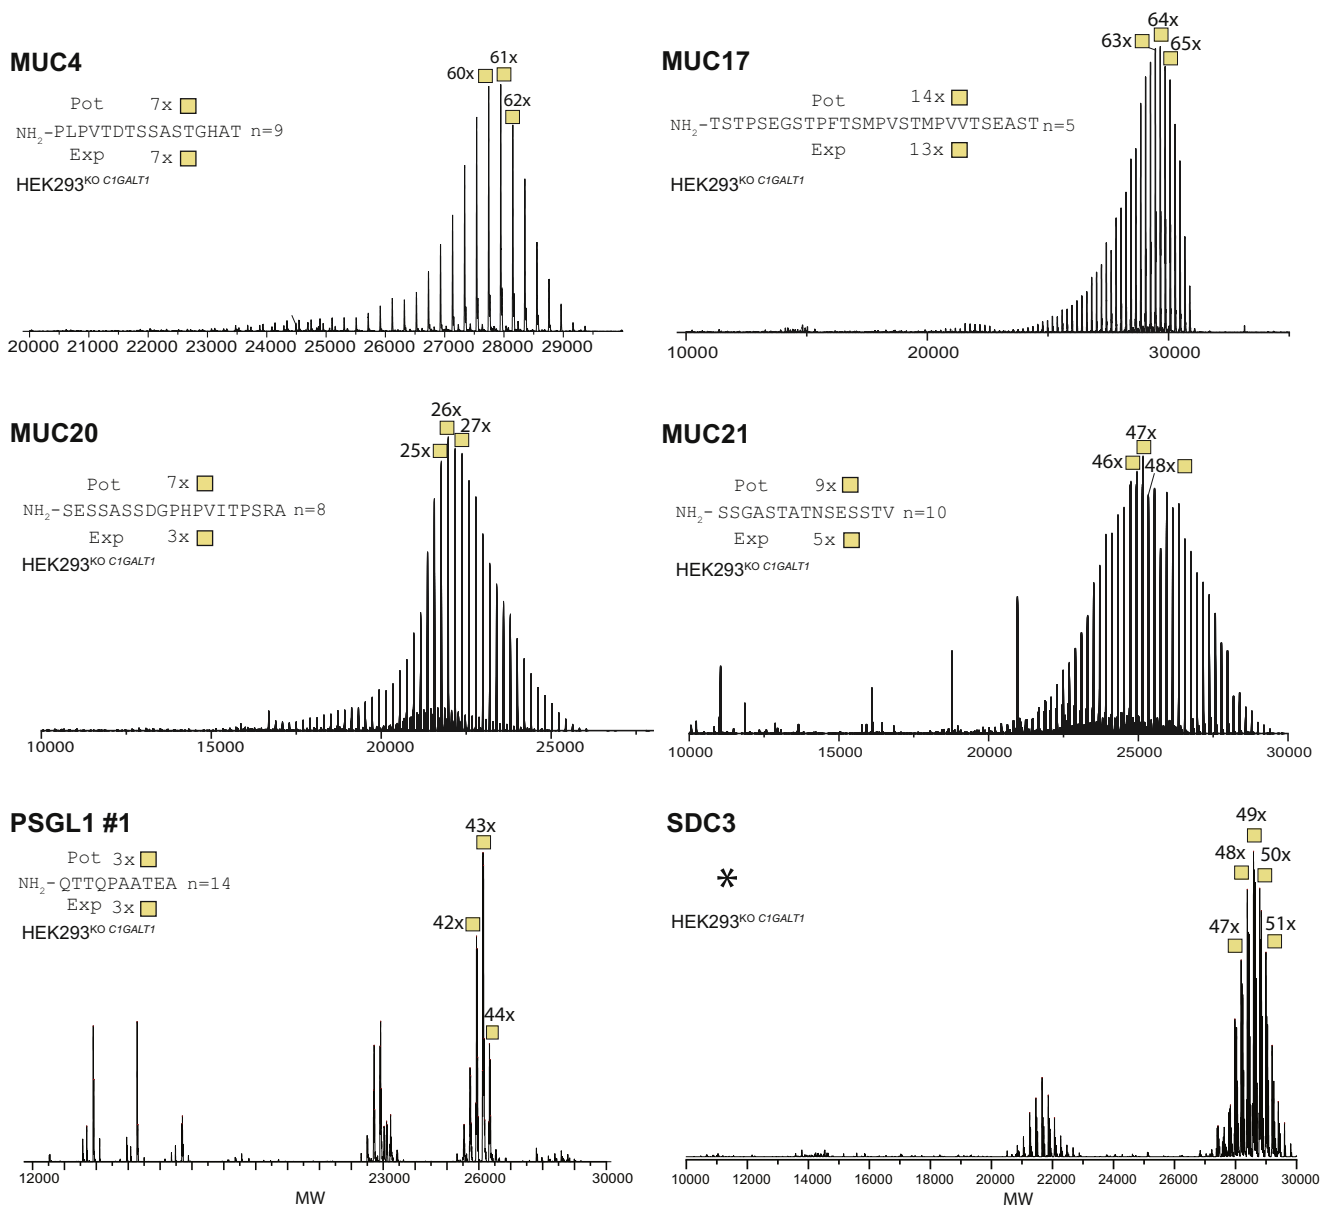 MUC4
Pot 7x
NH2-PLPVTDTSSASTGHAT n=9
Exp 7x
HEK293KO C1GALT1
60x
61x
62x
20000 21000 22000 23000 24000 25000 26000 27000 28000 29000
MUC17
Pot 14x
NH2-TSTPSEGSTPFTSMPVSTMPVVTSEAST n=5
Exp 13x
HEK293KO C1GALT1
63x
64x
65x
10000 20000 30000
MUC20
Pot 7x
NH2-SESSASSDGPHPVITPSRA n=8
Exp 3x
HEK293KO C1GALT1
25x
26x
27x
10000 15000 20000 25000
MUC21
Pot 9x
NH2-SSGASTATNSESSTV n=10
Exp 5x
HEK293KO C1GALT1
46x
47x
48x
10000 15000 20000 25000 30000
PSGL1 #1
Pot 3x
NH2-QTTQPAATEA n=14
Exp 3x
HEK293KO C1GALT1
42x
43x
44x
12000 23000 26000 30000
MW
SDC3
*
HEK293KO C1GALT1
47x
48x
49x
50x
51x
10000 12000 14000 16000 18000 20000 22000 24000 26000 28000 30000
MW